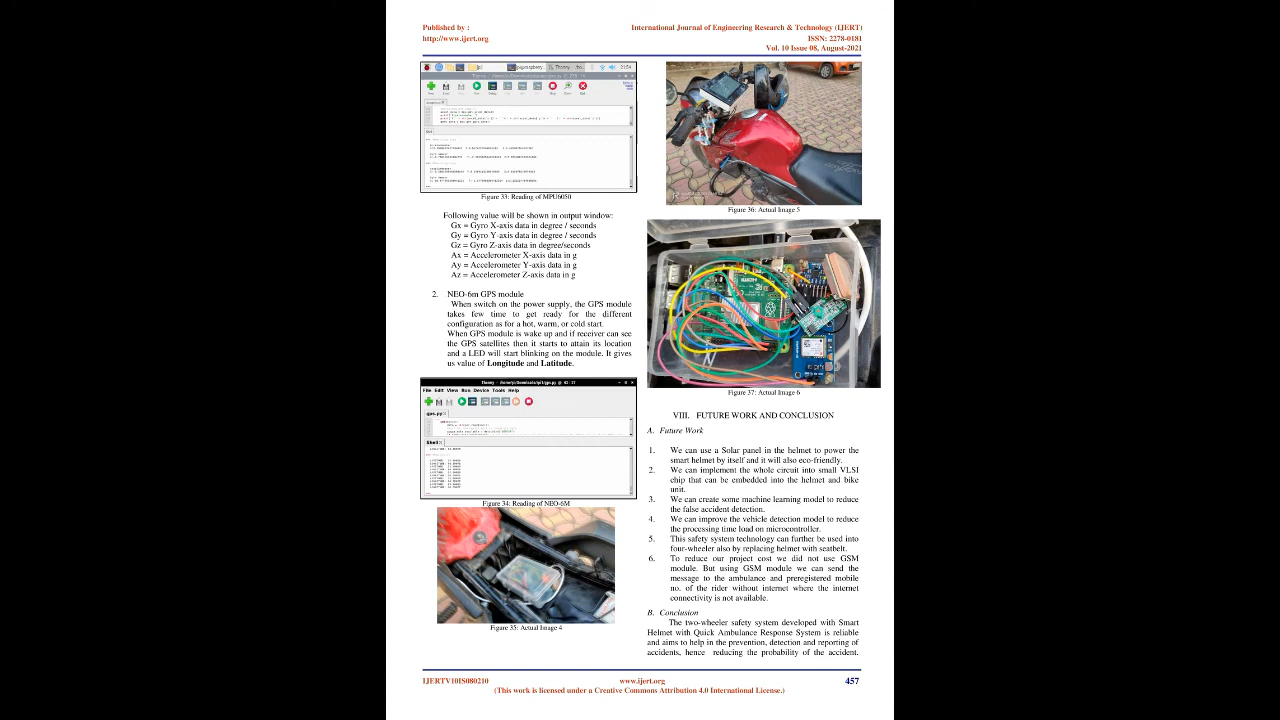 Published by :
http://www.ijert.org
International Journal of Engineering Research & Technology (IJERT)
ISSN: 2278-0181
Vol. 10 Issue 08, August-2021
Figure 33: Reading of MPU6050
Following value will be shown in output window:
Gx = Gyro X-axis data in degree / seconds
Gy = Gyro Y-axis data in degree / seconds
Gz = Gyro Z-axis data in degree/seconds
Ax = Accelerometer X-axis data in g
Ay = Accelerometer Y-axis data in g
Az = Accelerometer Z-axis data in g
2. NEO-6m GPS module
When switch on the power supply, the GPS module
takes few time to get ready for the different
configuration as for a hot, warm, or cold start.
When GPS module is wake up and if receiver can see
the GPS satellites then it starts to attain its location
and a LED will start blinking on the module. It gives
us value of Longitude and Latitude.
File Edit View Run Device Tools Help
gps.py
Shell
Figure 34: Reading of NEO-6M
Figure 35: Actual Image 4
Figure 36: Actual Image 5
Figure 37: Actual Image 6
VIII. FUTURE WORK AND CONCLUSION
A. Future Work
1. We can use a Solar panel in the helmet to power the
smart helmet by itself and it will also eco-friendly.
2. We can implement the whole circuit into small VLSI
chip that can be embedded into the helmet and bike
unit.
3. We can create some machine learning model to reduce
the false accident detection.
4. We can improve the vehicle detection model to reduce
the processing time load on microcontroller.
5. This safety system technology can further be used into
four-wheeler also by replacing helmet with seatbelt.
6. To reduce our project cost we did not use GSM
module. But using GSM module we can send the
message to the ambulance and preregistered mobile
no. of the rider without internet where the internet
connectivity is not available.
B. Conclusion
The two-wheeler safety system developed with Smart
Helmet with Quick Ambulance Response System is reliable
and aims to help in the prevention, detection and reporting of
accidents, hence reducing the probability of the accident.
IJERTV10IS080210
www.ijert.org
457
(This work is licensed under a Creative Commons Attribution 4.0 International License.)